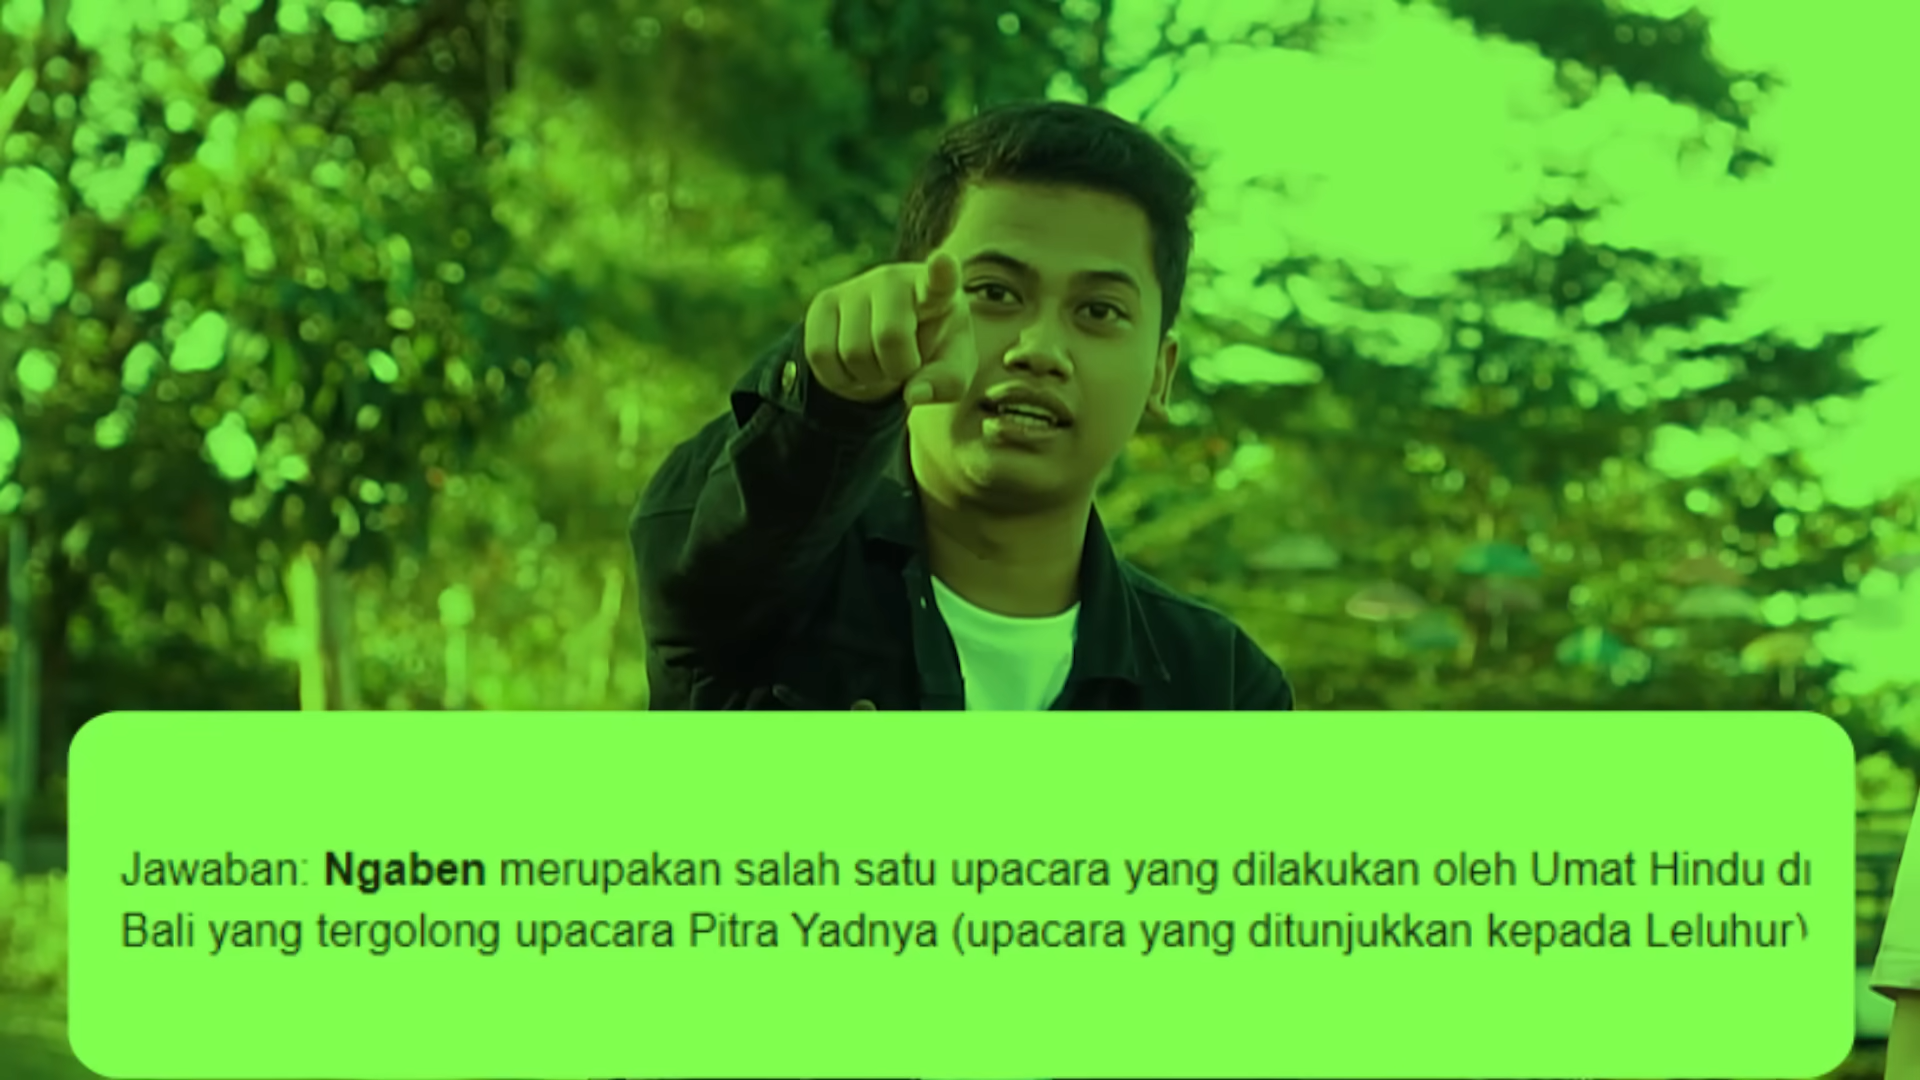 Jawaban: Ngaben merupakan salah satu upacara yang dilakukan oleh Umat Hindu di
Bali yang tergolong upacara Pitra Yadnya (upacara yang ditunjukkan kepada Leluhur)